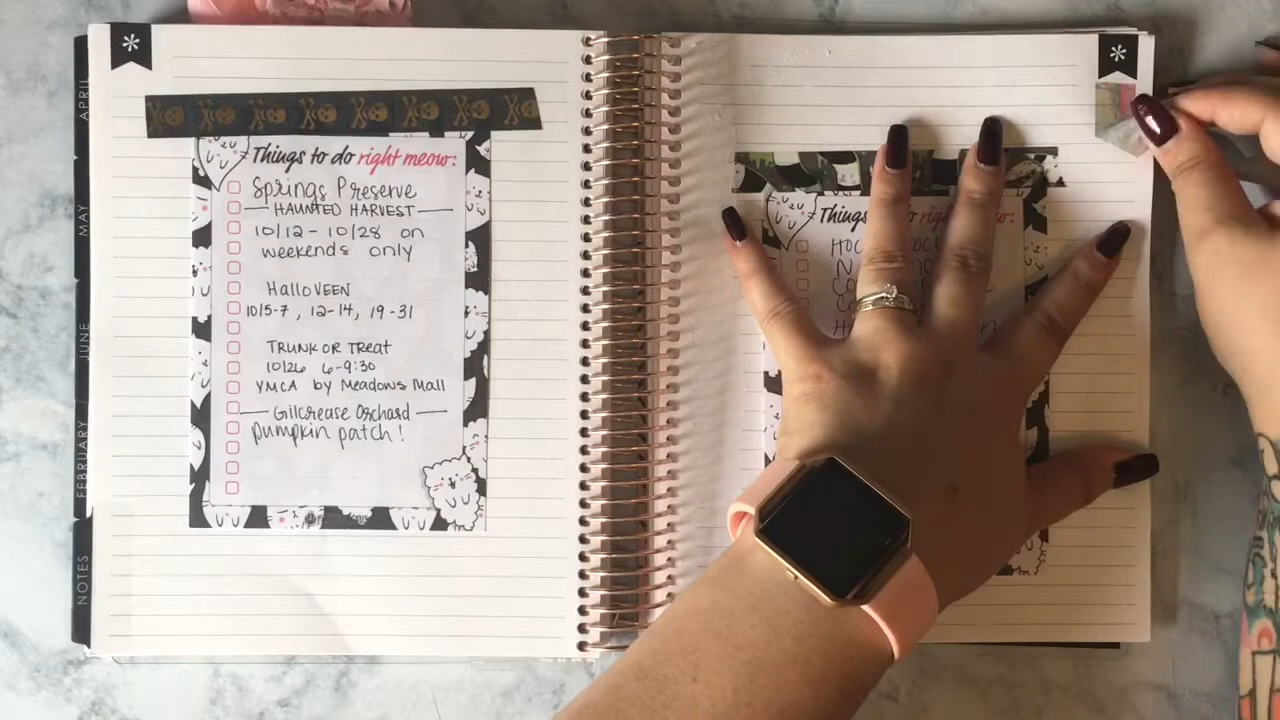 *
*
APRIL
MAY
JUNE
FEBRUARY
NOTES
Things to do right meow:
Springs Preserve
HAUNTED HARVEST
10/12-10/28 on
weekends only
HALLOVEEN
10/5-7, 12-14, 19-31
TRUNK OR TREAT
10/26 6-9:30
YMCA by Meadows Mall
Gilcrease Orchard
pumpkin patch!
Things